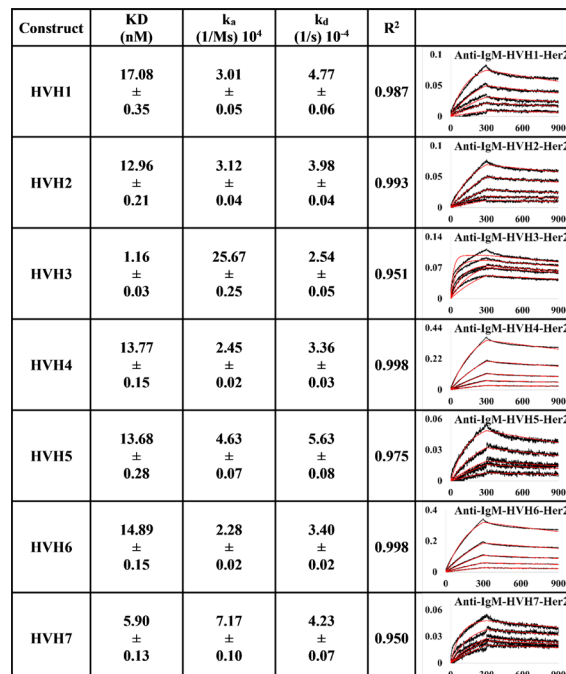 Construct KD (nM) ka (1/Ms) 10⁴ kd (1/s) 10⁻⁴ R²
HVH1 17.08 ± 0.35 3.01 ± 0.05 4.77 ± 0.06 0.987
Anti-IgM-HVH1-Her2
0.1
0.05
0
0 300 600 900
HVH2 12.96 ± 0.21 3.12 ± 0.04 3.98 ± 0.04 0.993
Anti-IgM-HVH2-Her2
0.1
0.05
0
0 300 600 900
HVH3 1.16 ± 0.03 25.67 ± 0.25 2.54 ± 0.05 0.951
Anti-IgM-HVH3-Her2
0.14
0.07
0
0 300 600 900
HVH4 13.77 ± 0.15 2.45 ± 0.02 3.36 ± 0.03 0.998
Anti-IgM-HVH4-Her2
0.44
0.22
0
0 300 600 900
HVH5 13.68 ± 0.28 4.63 ± 0.07 5.63 ± 0.08 0.975
Anti-IgM-HVH5-Her2
0.06
0.03
0
0 300 600 900
HVH6 14.89 ± 0.15 2.28 ± 0.02 3.40 ± 0.02 0.998
Anti-IgM-HVH6-Her2
0.4
0.2
0
0 300 600 900
HVH7 5.90 ± 0.13 7.17 ± 0.10 4.23 ± 0.07 0.950
Anti-IgM-HVH7-Her2
0.06
0.03
0
0 300 600 900